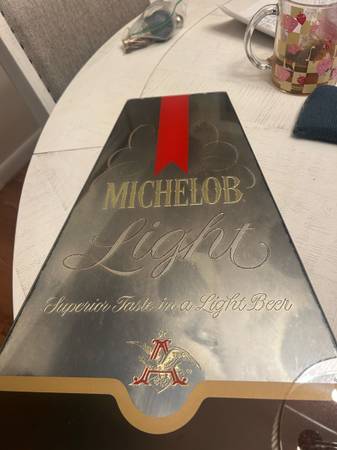 MICHELOB
Light
Superior Taste in a Light Beer
A